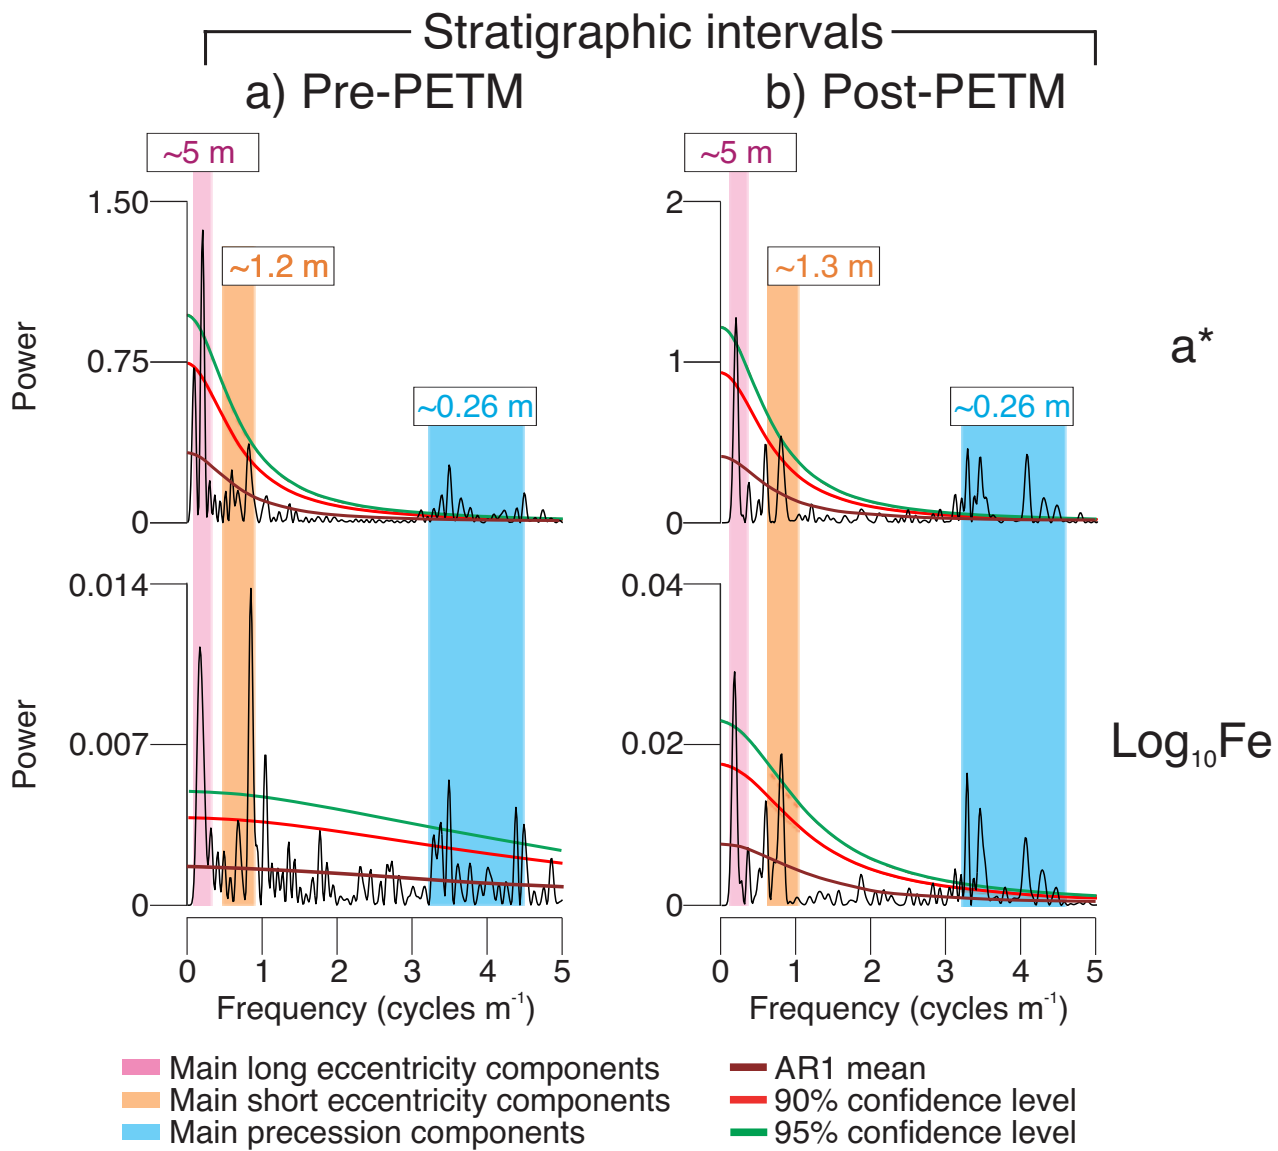 Stratigraphic intervals
a) Pre-PETM
b) Post-PETM
~5 m
~5 m
1.50
2
~1.2 m
~1.3 m
Power
0.75
1
a*
~0.26 m
~0.26 m
0
0
0.014
0.04
Power
0.007
0.02
Log₁₀Fe
0
0
0 1 2 3 4 5
0 1 2 3 4 5
Frequency (cycles m⁻¹)
Frequency (cycles m⁻¹)
Main long eccentricity components
Main short eccentricity components
Main precession components
AR1 mean
90% confidence level
95% confidence level